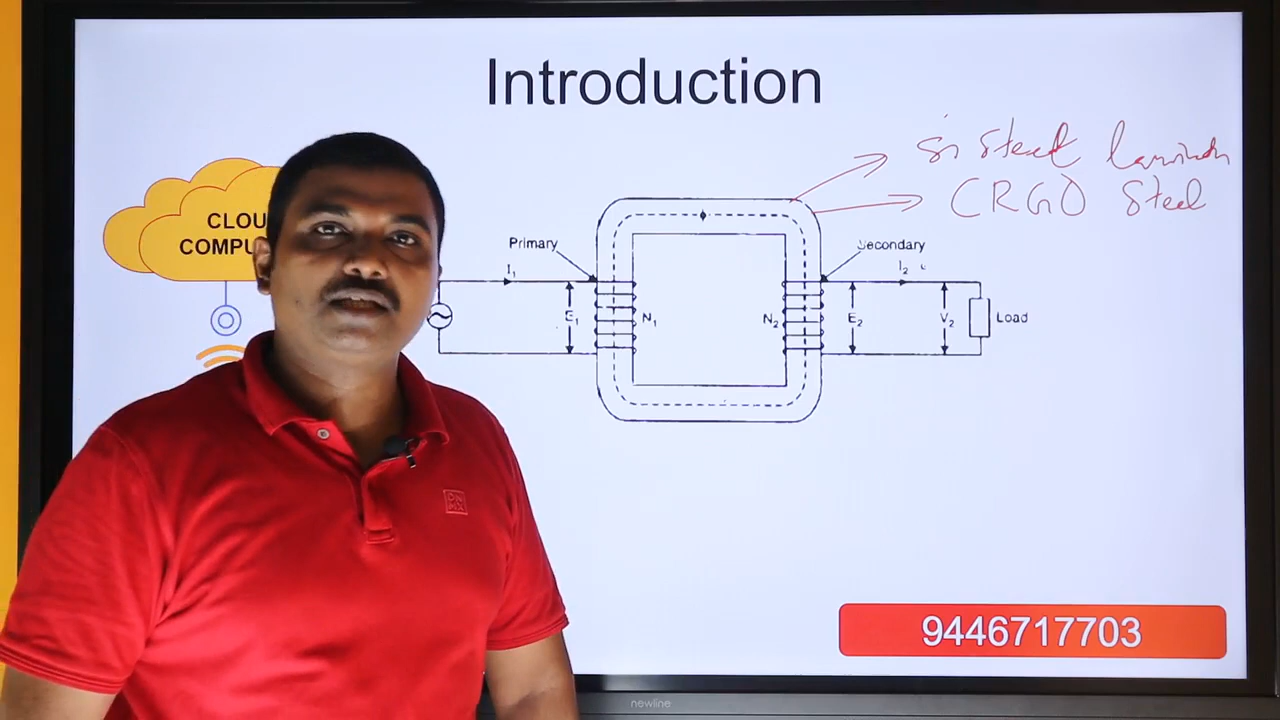 Introduction
Si steel
CRGO Steel
CLOU
COMPU
Primary
Secondary
I₁
I₂
E₁
N₁
N₂
E₂
V₂
Load
9446717703
newline